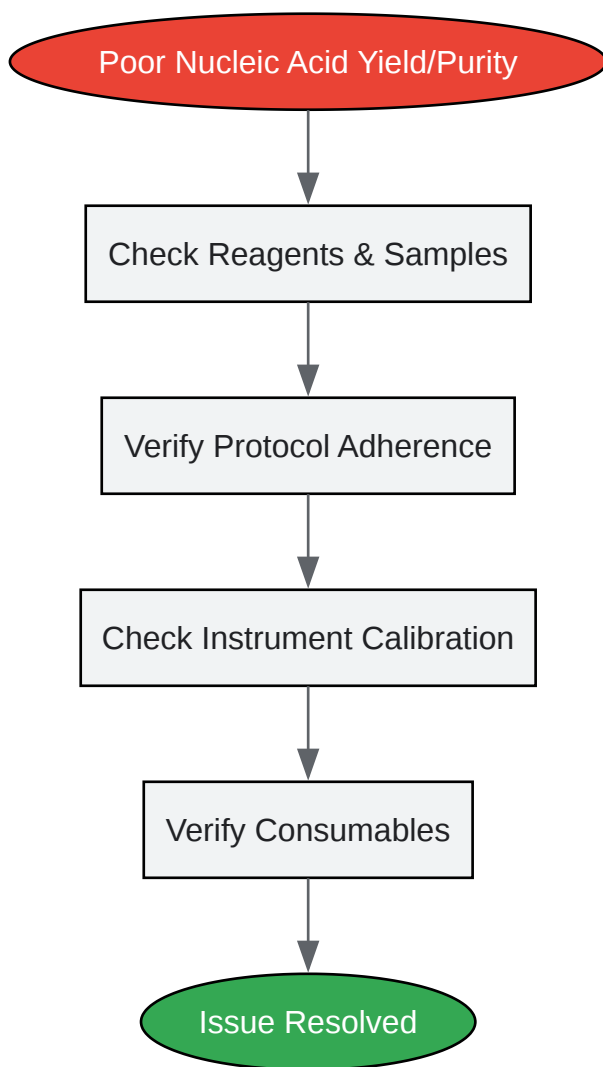 Poor Nucleic Acid Yield/Purity
Check Reagents & Samples
Verify Protocol Adherence
Check Instrument Calibration
Verify Consumables
Issue Resolved